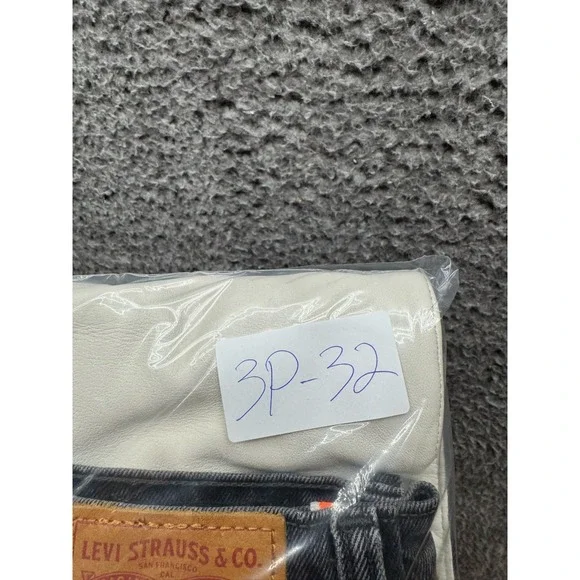 3P-32
LEVI STRAUSS & CO.
SAN FRANCISCO
CAL